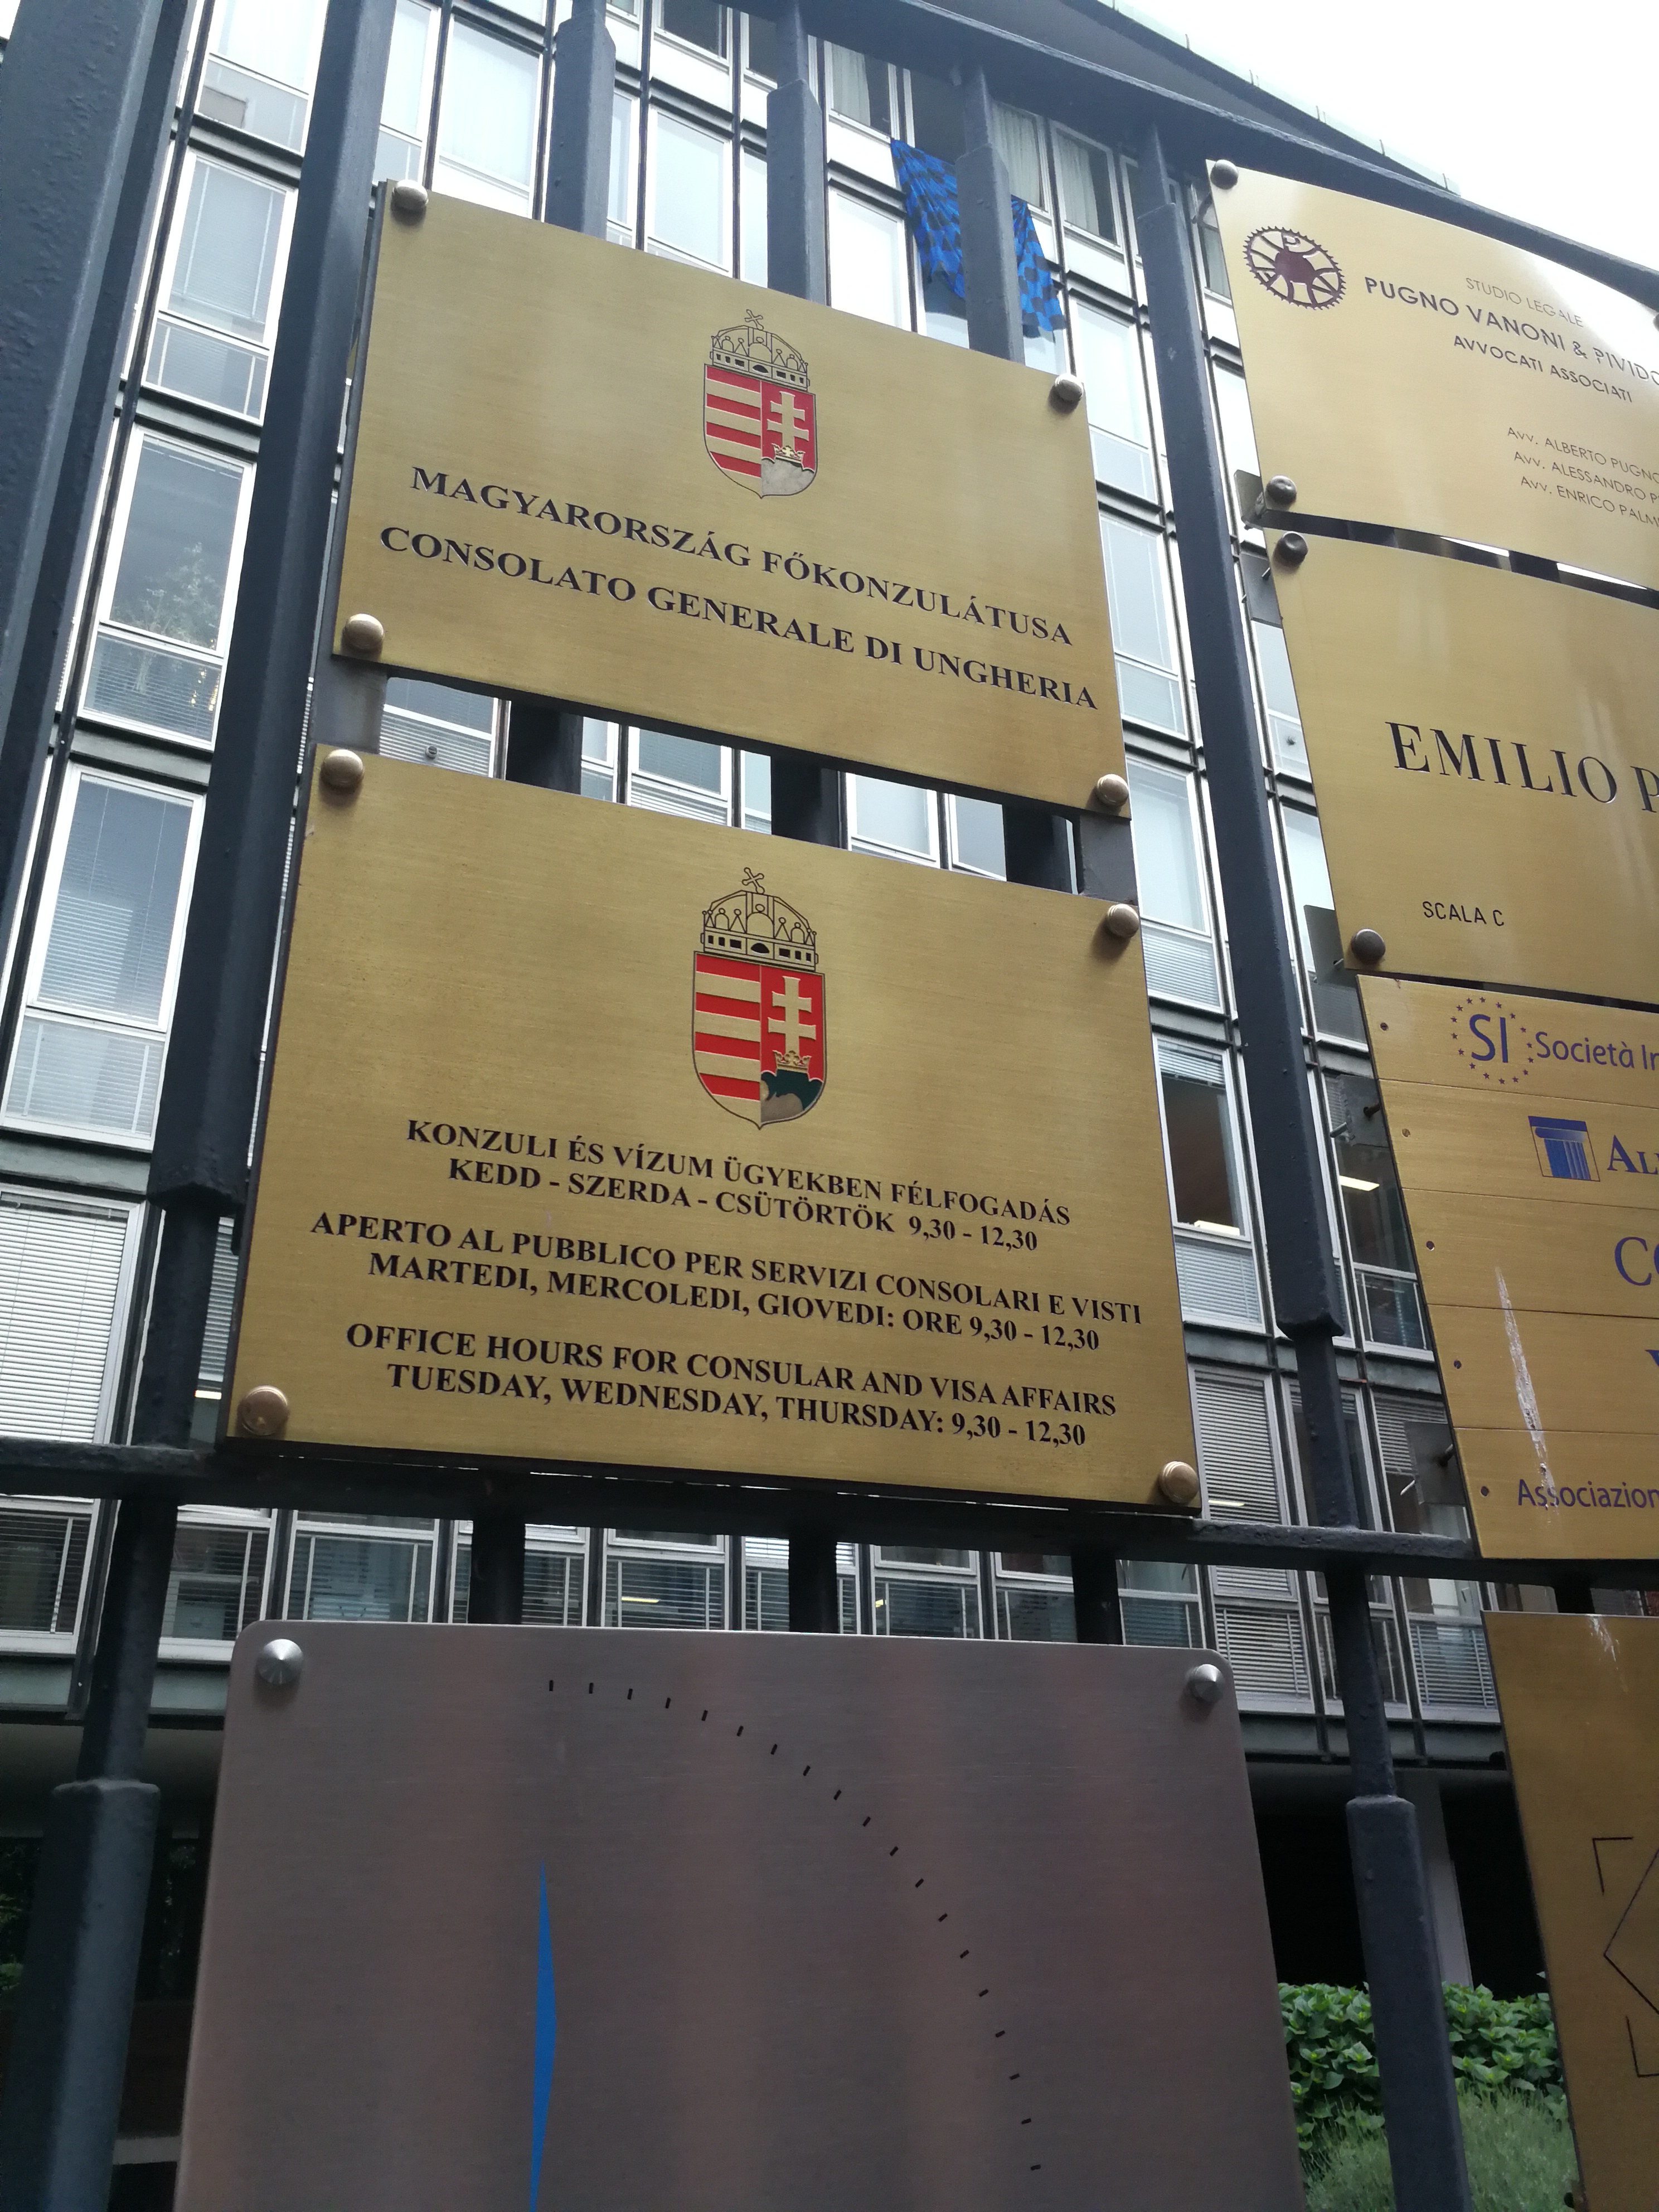 MAGYARORSZÁG FŐKONZULÁTUSA
CONSOLATO GENERALE DI UNGHERIA
KONZULI ÉS VÍZUM ÜGYEKBEN FÉLFOGADÁS
KEDD - SZERDA - CSÜTÖRTÖK 9,30 - 12,30
APERTO AL PUBBLICO PER SERVIZI CONSOLARI E VISTI
MARTEDI, MERCOLEDI, GIOVEDI: ORE 9,30 - 12,30
OFFICE HOURS FOR CONSULAR AND VISA AFFAIRS
TUESDAY, WEDNESDAY, THURSDAY: 9,30 - 12,30
STUDIO LEGALE
PUGNO VANONI &
AVVOCATI ASSOCIATI
AVV. ALBERTO PUGNO
AVV. ALESSANDRO
AVV. ENRICO
EMILIO
SCALA C
SI Società